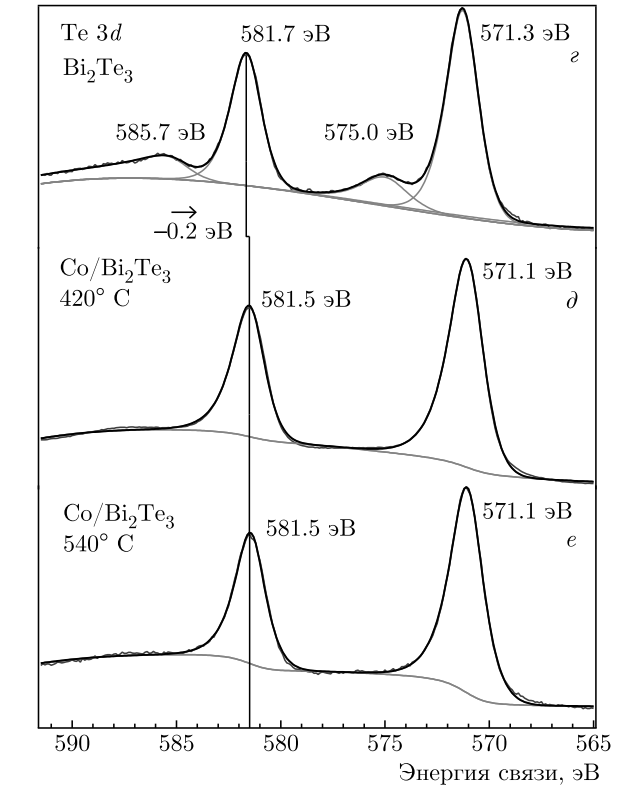 Te 3d
Bi₂Te₃
581.7 эВ
571.3 эВ
г
585.7 эВ
575.0 эВ
–0.2 эВ
Co/Bi₂Te₃
420° C
581.5 эВ
571.1 эВ
д
Co/Bi₂Te₃
540° C
581.5 эВ
571.1 эВ
е
590 585 580 575 570 565
Энергия связи, эВ